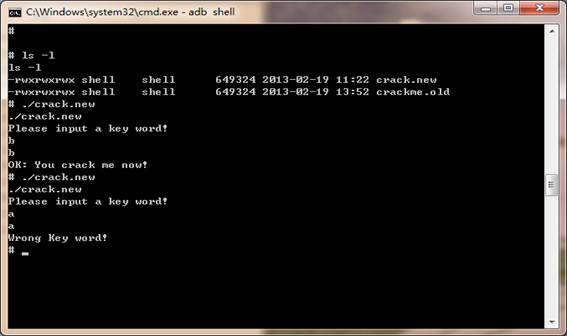 C:\Windows\system32\cmd.exe - adb  shell
#
# ls -l
ls -l
-rwxrwxrwx shell    shell      649324 2013-02-19 11:22 crack.new
-rwxrwxrwx shell    shell      649324 2013-02-19 13:52 crackme.old
# ./crack.new
./crack.new
Please input a key word!
b
b
OK: You crack me now!
# ./crack.new
./crack.new
Please input a key word!
a
a
Wrong Key word!
# _